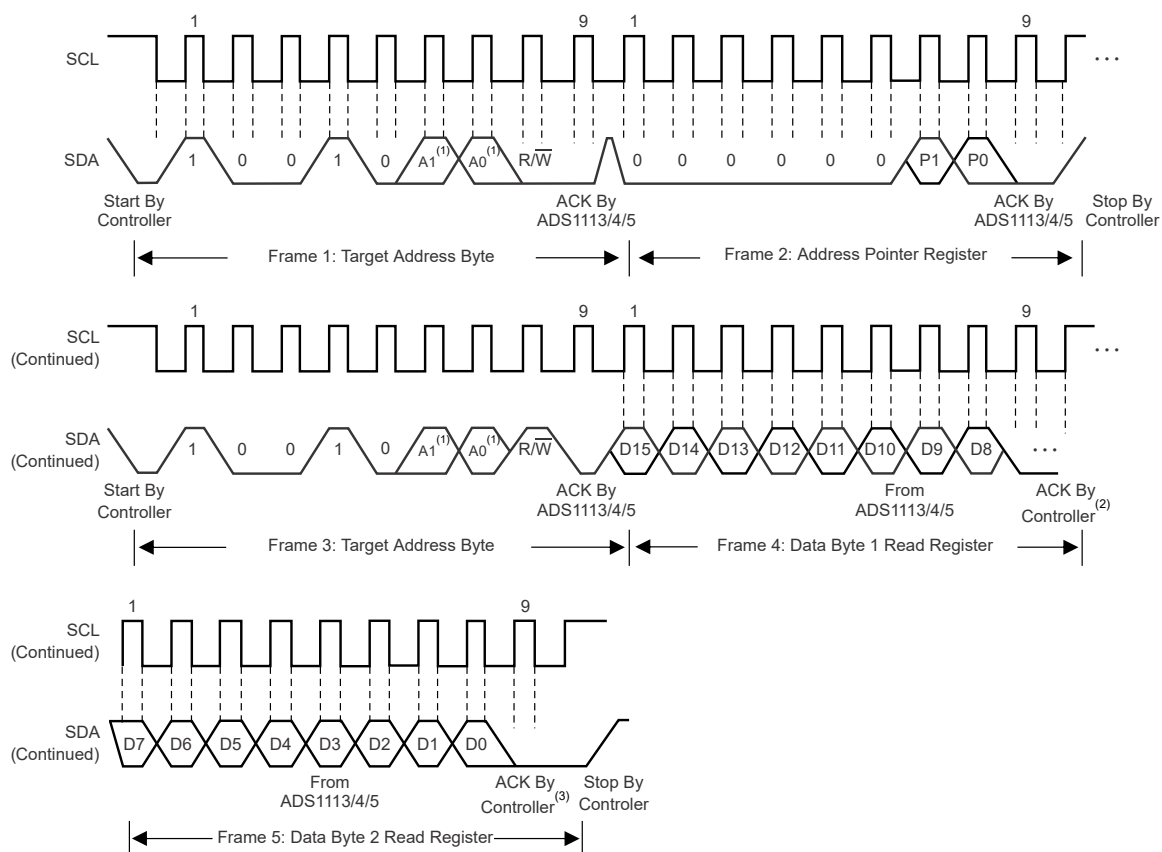 1 9 1 9
SCL ...
SDA 1 0 0 1 0 A1(1) A0(1) R/W̅ 0 0 0 0 0 0 P1 P0
Start By Controller
ACK By ADS1113/4/5
ACK By ADS1113/4/5
Stop By Controller
Frame 1: Target Address Byte
Frame 2: Address Pointer Register
1 9 1 9
SCL (Continued) ...
SDA (Continued) 1 0 0 1 0 A1(1) A0(1) R/W̅ D15 D14 D13 D12 D11 D10 D9 D8 ...
Start By Controller
ACK By ADS1113/4/5
From ADS1113/4/5
ACK By Controller(2)
Frame 3: Target Address Byte
Frame 4: Data Byte 1 Read Register
1 9
SCL (Continued)
SDA (Continued) D7 D6 D5 D4 D3 D2 D1 D0
From ADS1113/4/5
ACK By Controller(3)
Stop By Controler
Frame 5: Data Byte 2 Read Register